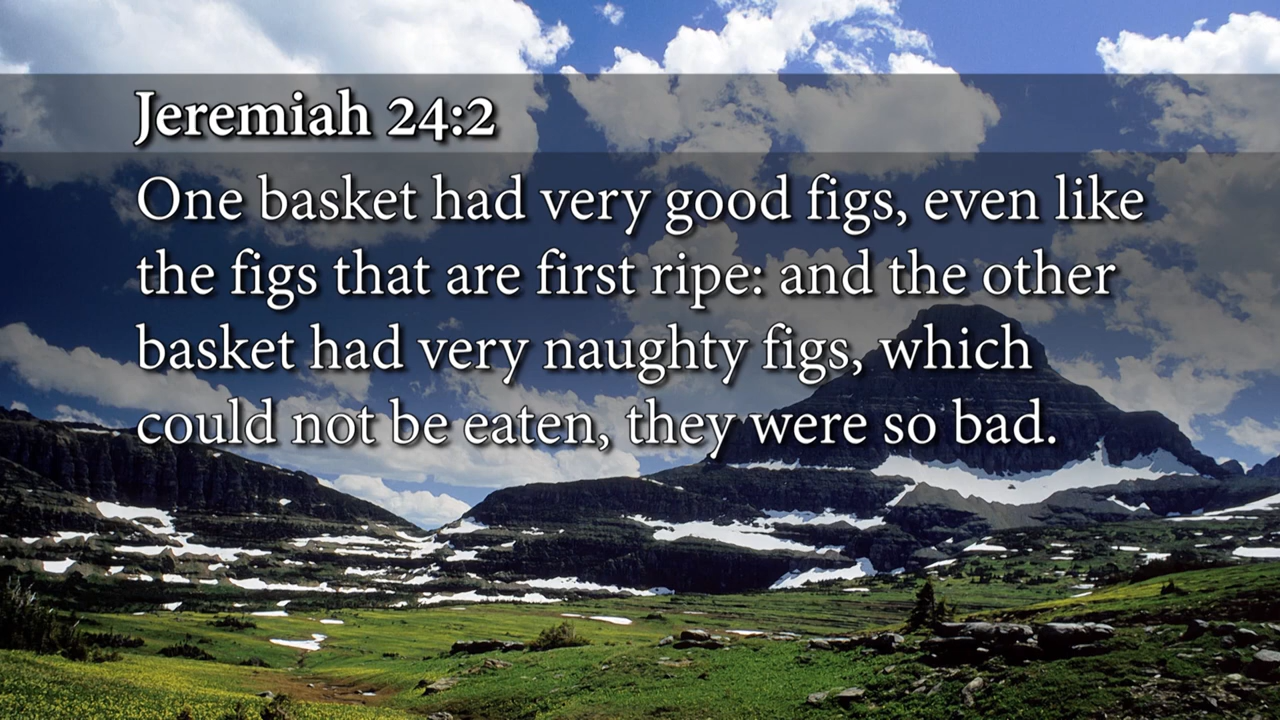 Jeremiah 24:2
One basket had very good figs, even like
the figs that are first ripe: and the other
basket had very naughty figs, which
could not be eaten, they were so bad.